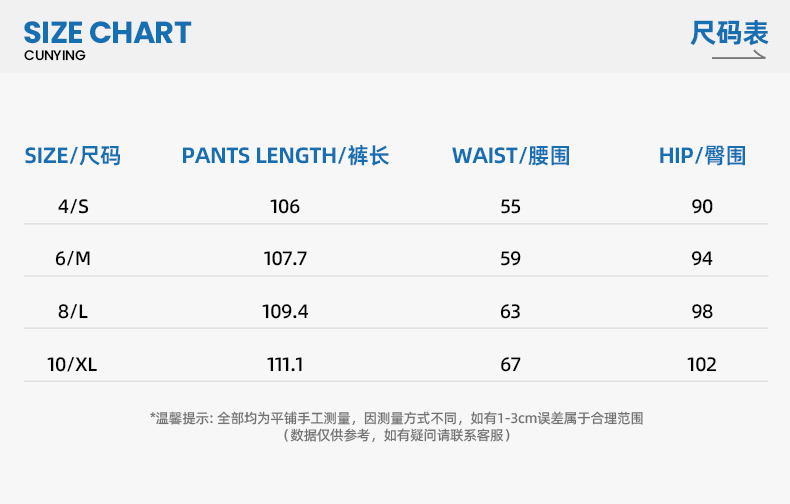 SIZE CHART 尺码表
CUNYING
SIZE/尺码 PANTS LENGTH/裤长 WAIST/腰围 HIP/臀围
4/S 106 55 90
6/M 107.7 59 94
8/L 109.4 63 98
10/XL 111.1 67 102
*温馨提示: 全部均为平铺手工测量，因测量方式不同，如有1-3cm误差属于合理范围
（数据仅供参考，如有疑问请联系客服）